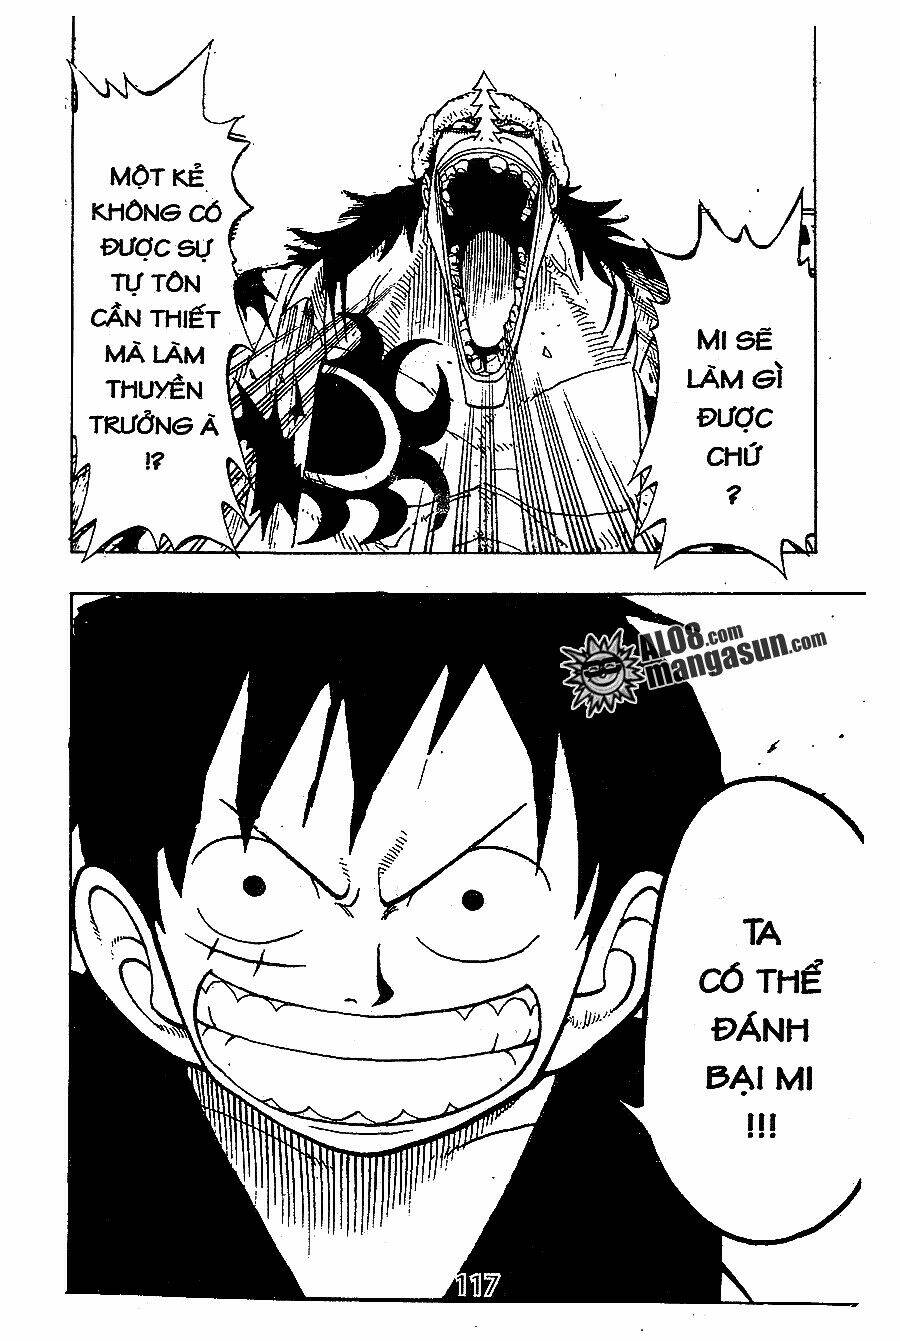 MỘT KẺ
KHÔNG CÓ
ĐƯỢC SỰ
TỰ TÔN
CẦN THIẾT
MÀ LÀM
THUYỀN
TRƯỞNG À
!?
MI SẼ
LÀM GÌ
ĐƯỢC
CHỨ
?
AL08.com
mangasun.com
TA
CÓ THỂ
ĐÁNH
BẠI MI
!!!
117